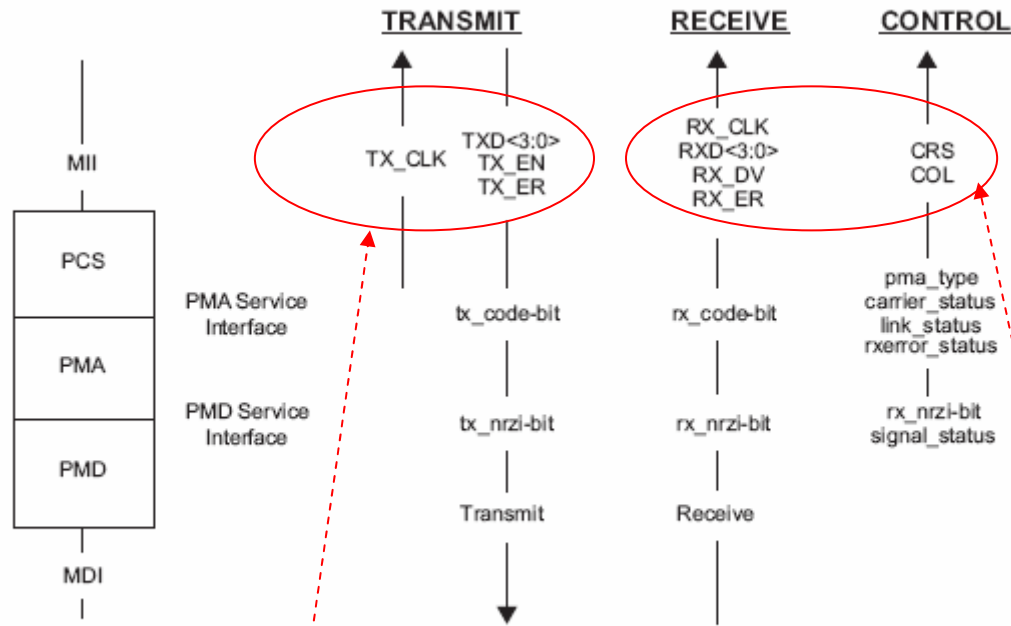 TRANSMIT
RECEIVE
CONTROL
MII
TX_CLK
TXD<3:0>
TX_EN
TX_ER
RX_CLK
RXD<3:0>
RX_DV
RX_ER
CRS
COL
PCS
PMA Service
Interface
tx_code-bit
rx_code-bit
pma_type
carrier_status
link_status
rxerror_status
PMA
PMD Service
Interface
tx_nrzi-bit
rx_nrzi-bit
rx_nrzi-bit
signal_status
PMD
Transmit
Receive
MDI